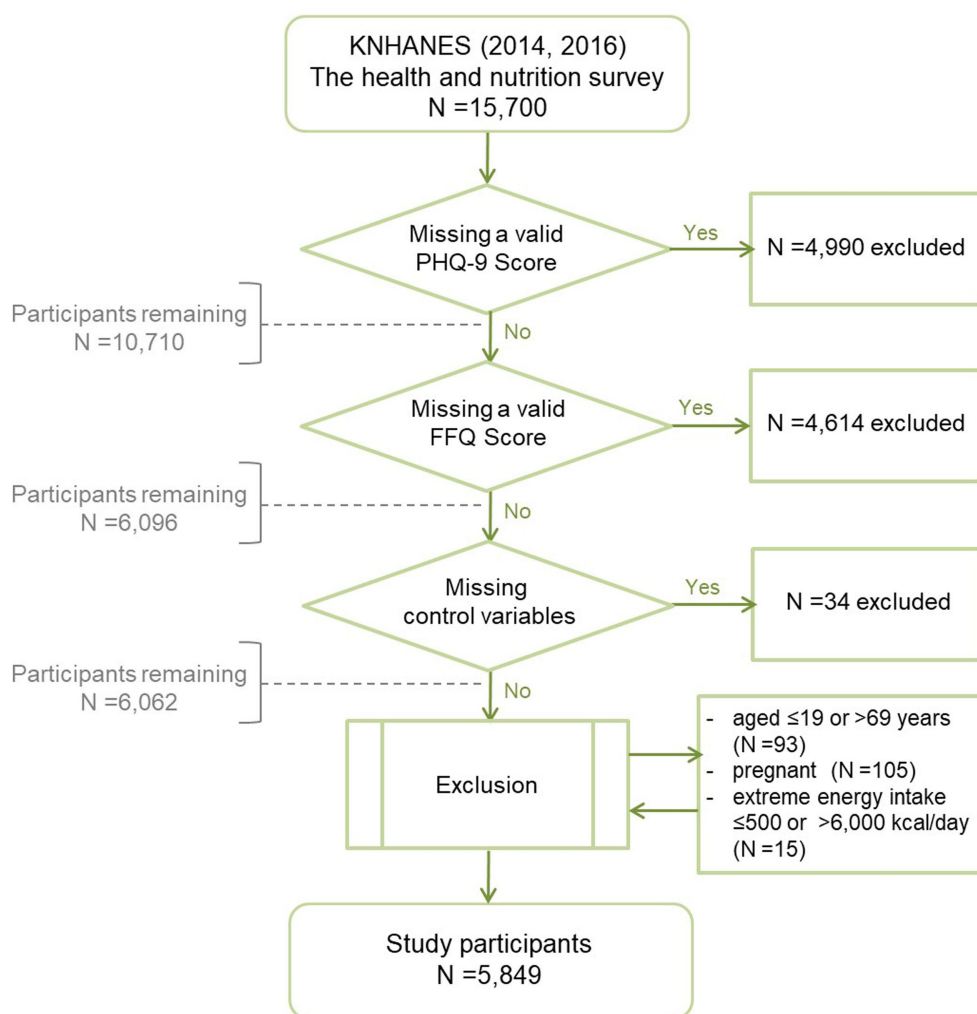 KNHANES (2014, 2016)
The health and nutrition survey
N =15,700
Missing a valid
PHQ-9 Score
Yes
N =4,990 excluded
Participants remaining
N =10,710
No
Missing a valid
FFQ Score
Yes
N =4,614 excluded
Participants remaining
N =6,096
No
Missing
control variables
Yes
N =34 excluded
Participants remaining
N =6,062
No
Exclusion
- aged ≤19 or >69 years
(N =93)
- pregnant (N =105)
- extreme energy intake
≤500 or >6,000 kcal/day
(N =15)
Study participants
N =5,849